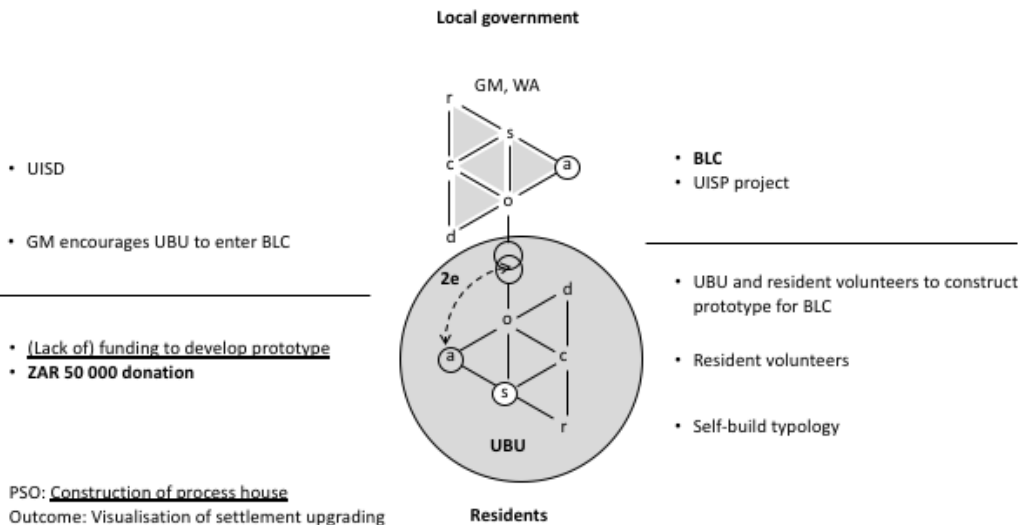 Local government
GM, WA
r
s
• UISD
c
a
• BLC
• UISP project
o
d
• GM encourages UBU to enter BLC
2e
• UBU and resident volunteers to construct
prototype for BLC
d
o
• (Lack of) funding to develop prototype
• ZAR 50 000 donation
a
c
• Resident volunteers
s
r
• Self-build typology
UBU
PSO: Construction of process house
Outcome: Visualisation of settlement upgrading
Residents